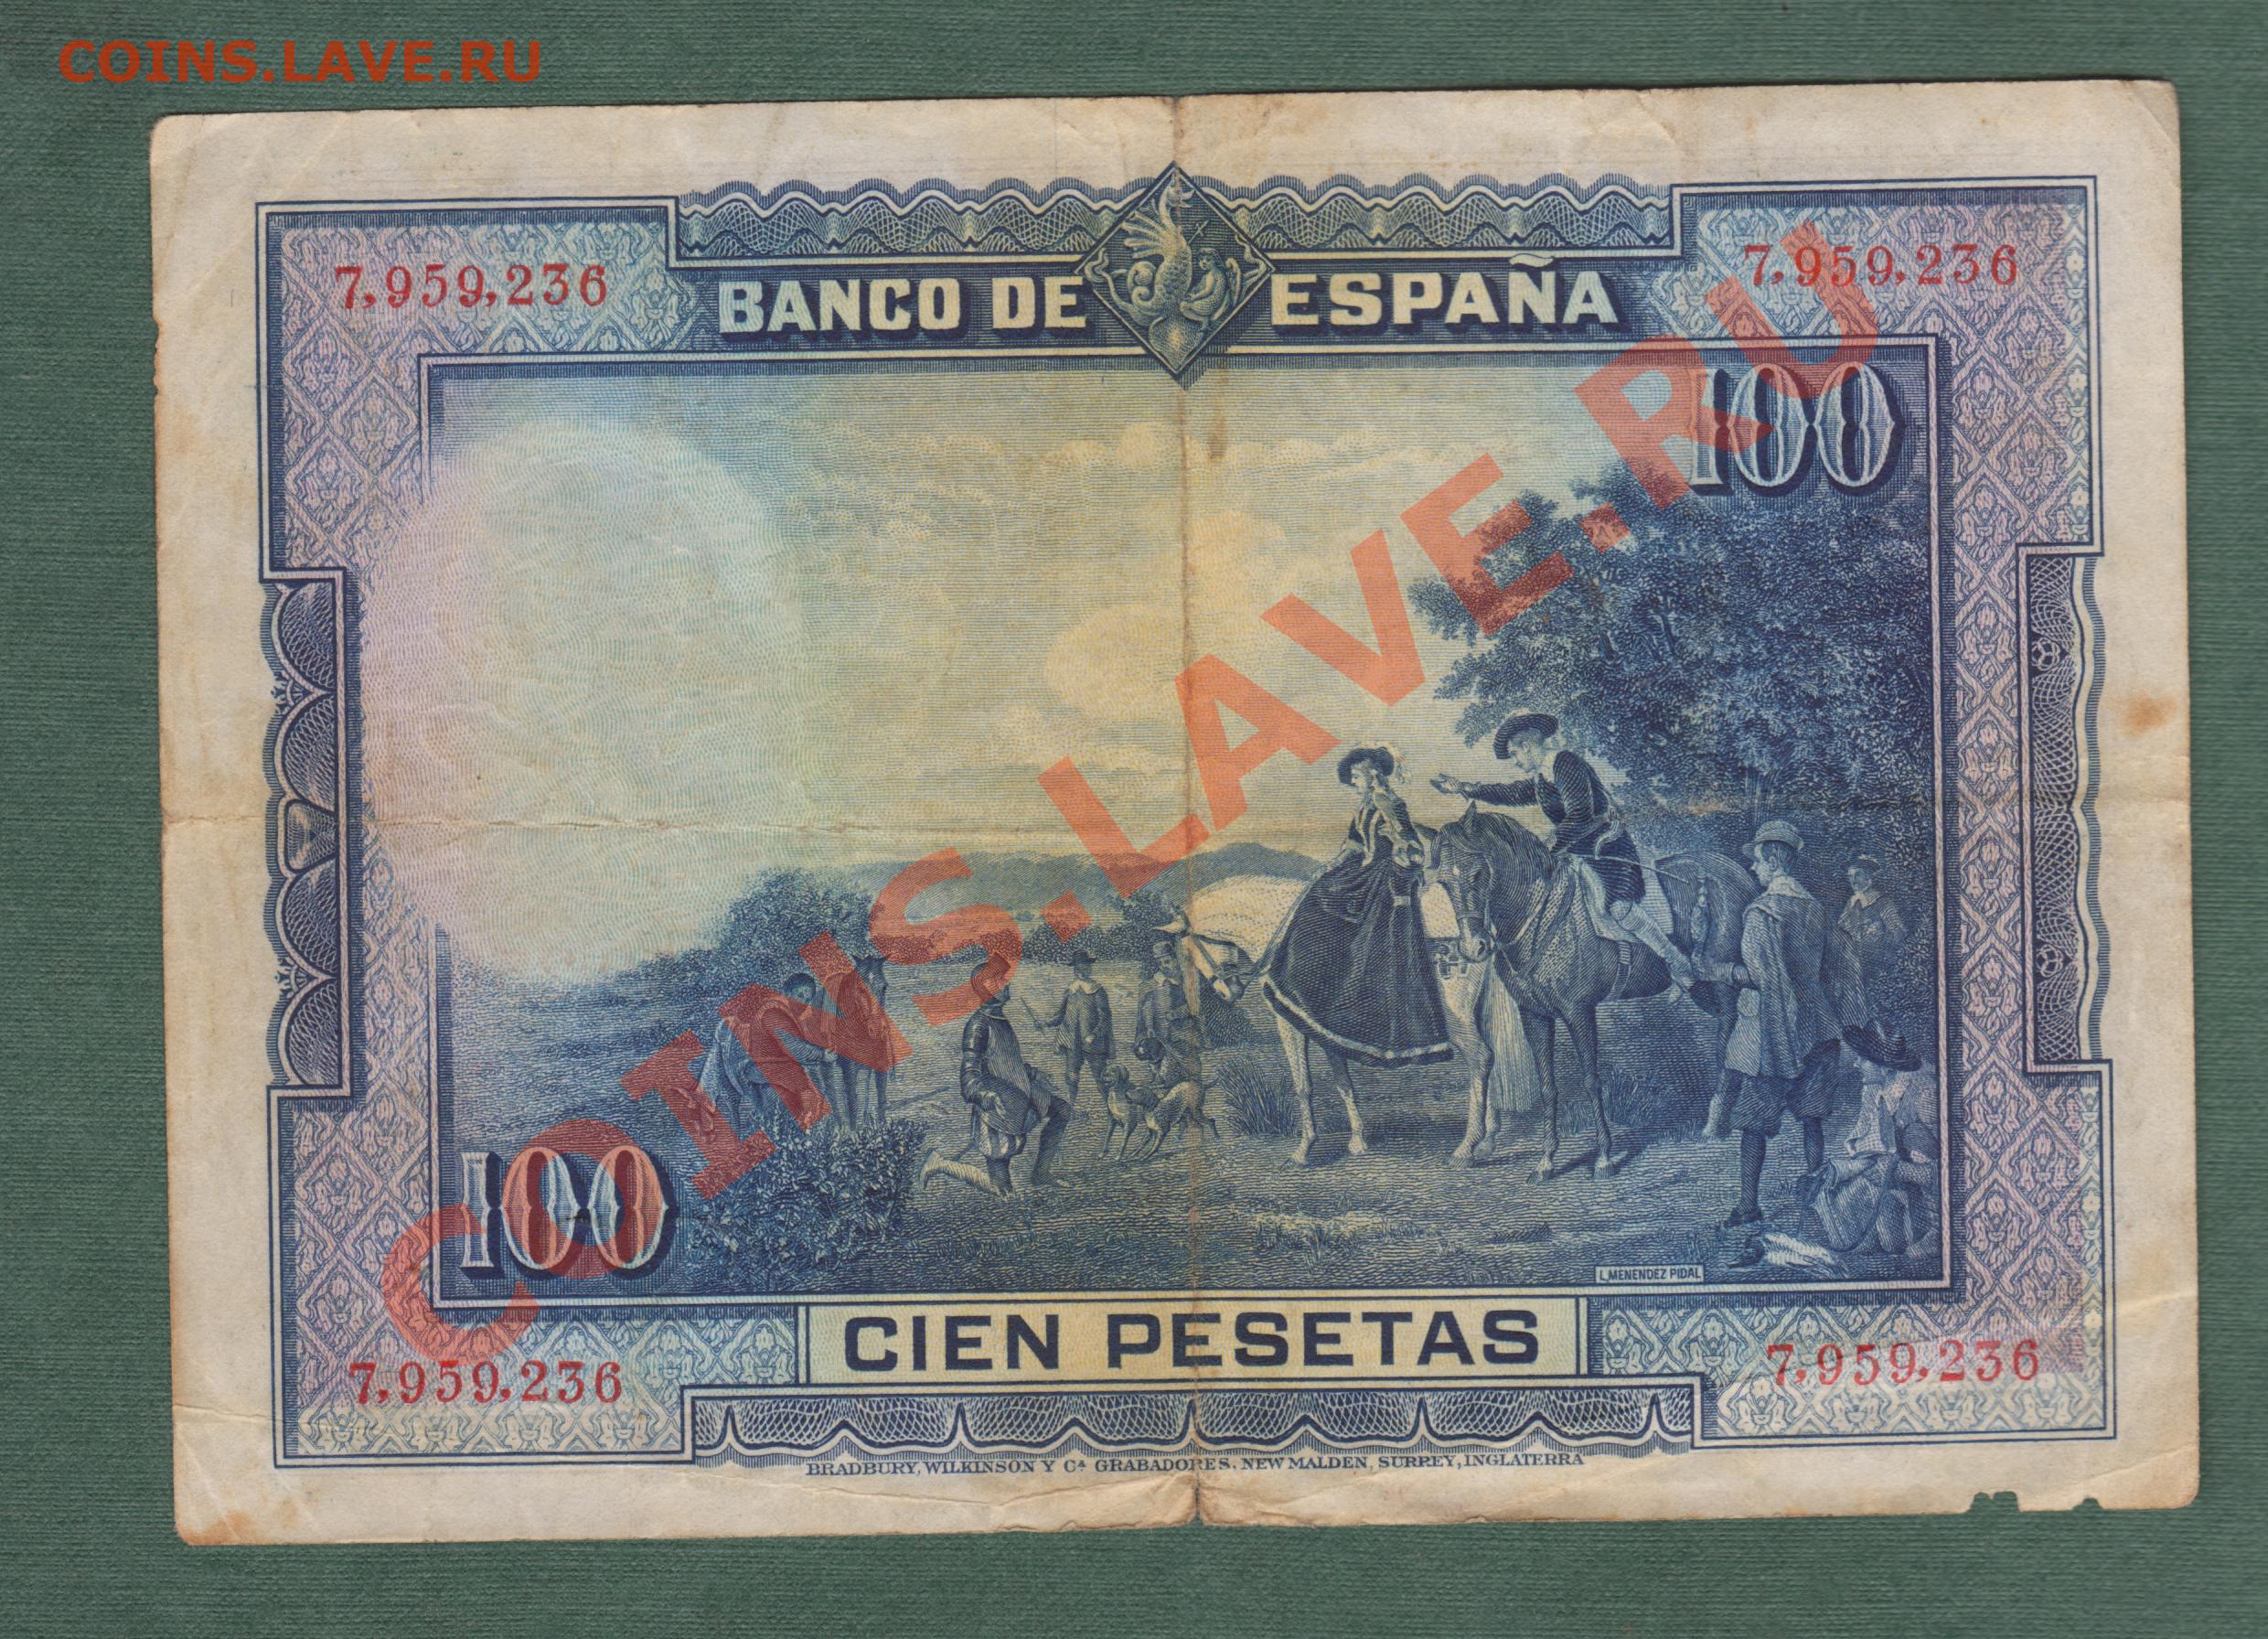 COINS.LAVE.RU
7,959,236
7,959,236
BANCO DE ESPAÑA
100
COINS.LAVE.RU
100
L. MENENDEZ PIDAL
CIEN PESETAS
7,959,236
7,959,236
BRADBURY, WILKINSON Y Cª GRABADORES, NEW MALDEN, SURREY, INGLATERRA